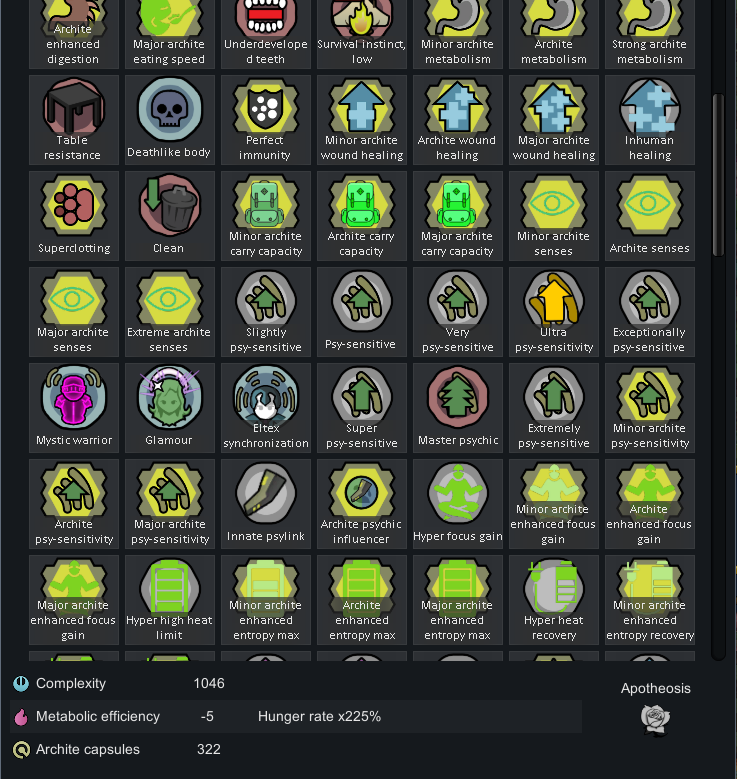 Archite
enhanced
digestion
Major archite
eating speed
Underdevelope
d teeth
Survival instinct,
low
Minor archite
metabolism
Archite
metabolism
Strong archite
metabolism
Table
resistance
Deathlike body
Perfect
immunity
Minor archite
wound healing
Archite wound
healing
Major archite
wound healing
Inhuman
healing
Superclotting
Clean
Minor archite
carry capacity
Archite carry
capacity
Major archite
carry capacity
Minor archite
senses
Archite senses
Major archite
senses
Extreme archite
senses
Slightly
psy-sensitive
Psy-sensitive
Very
psy-sensitive
Ultra
psy-sensitivity
Exceptionally
psy-sensitive
Mystic warrior
Glamour
Eltex
synchronization
Super
psy-sensitive
Master psychic
Extremely
psy-sensitive
Minor archite
psy-sensitivity
Archite
psy-sensitivity
Major archite
psy-sensitivity
Innate psylink
Archite psychic
influencer
Hyper focus gain
Minor archite
enhanced focus
gain
Archite
enhanced focus
gain
Major archite
enhanced focus
gain
Hyper high heat
limit
Minor archite
enhanced
entropy max
Archite
enhanced
entropy max
Major archite
enhanced
entropy max
Hyper heat
recovery
Minor archite
enhanced
entropy recovery
Complexity 1046
Metabolic efficiency -5 Hunger rate x225%
Archite capsules 322
Apotheosis